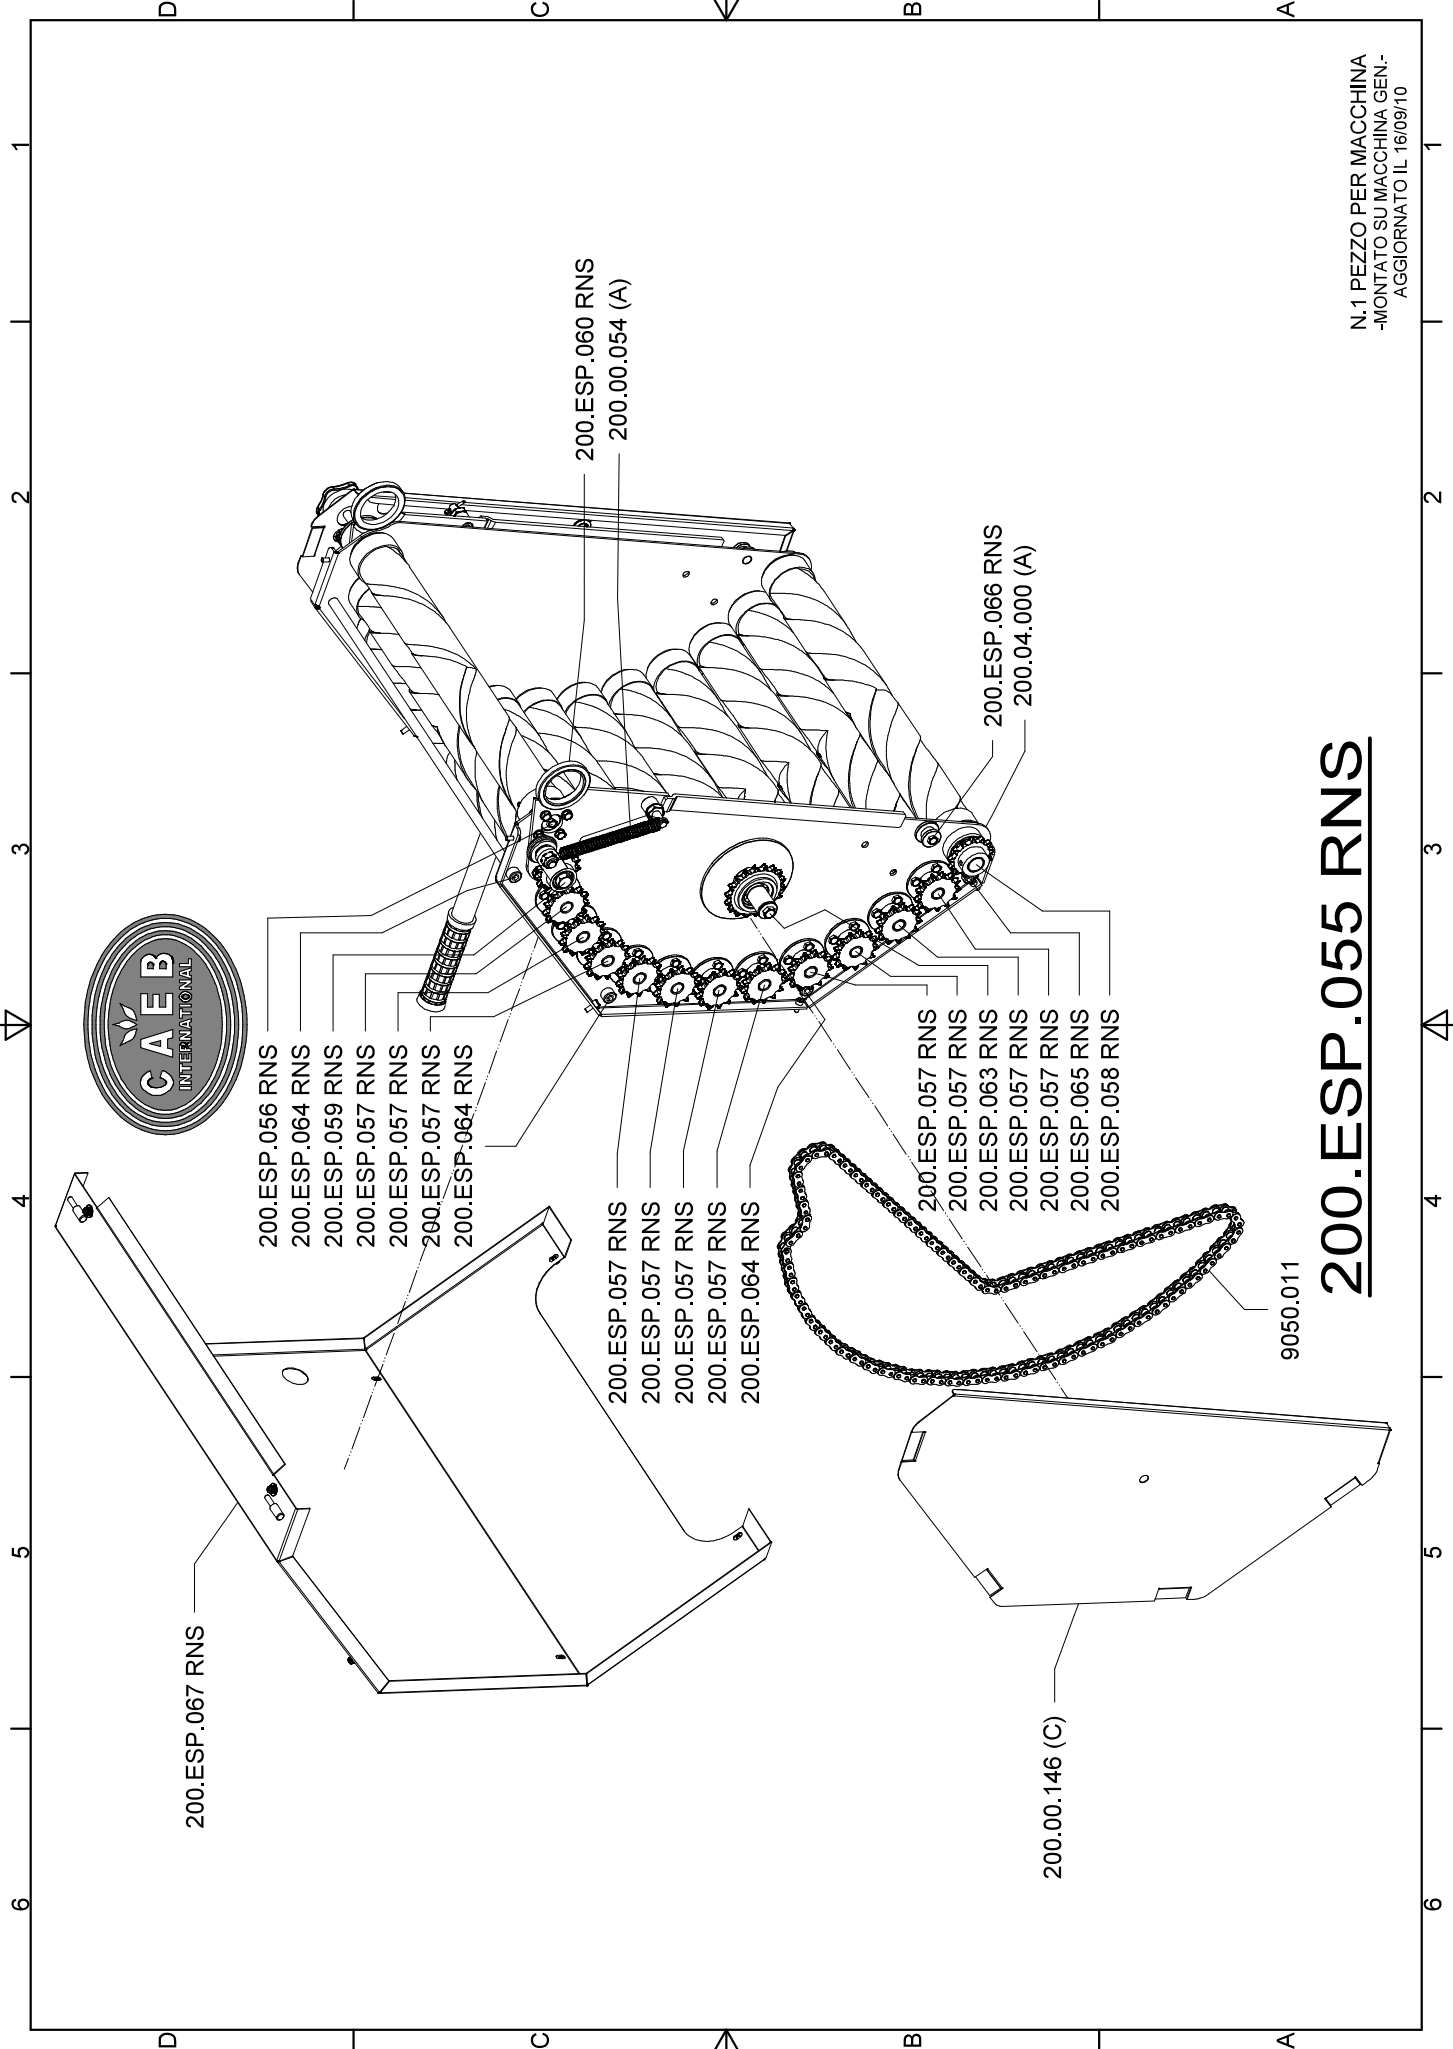 6
5
4
3
2
1
D
D
C A E B
INTERNATIONAL
200.ESP.067 RNS
200.ESP.056 RNS
200.ESP.064 RNS
200.ESP.059 RNS
200.ESP.057 RNS
200.ESP.057 RNS
200.ESP.057 RNS
200.ESP.064 RNS
C
C
200.ESP.060 RNS
200.00.054 (A)
200.ESP.057 RNS
200.ESP.057 RNS
200.ESP.057 RNS
200.ESP.057 RNS
200.ESP.064 RNS
B
B
200.ESP.057 RNS
200.ESP.057 RNS
200.ESP.063 RNS
200.ESP.057 RNS
200.ESP.057 RNS
200.ESP.065 RNS
200.ESP.058 RNS
200.ESP.066 RNS
200.04.000 (A)
200.00.146 (C)
9050.011
A
A
200.ESP.055 RNS
N.1 PEZZO PER MACCHINA
-MONTATO SU MACCHINA GEN.-
AGGIORNATO IL 16/09/10
6
5
4
3
2
1